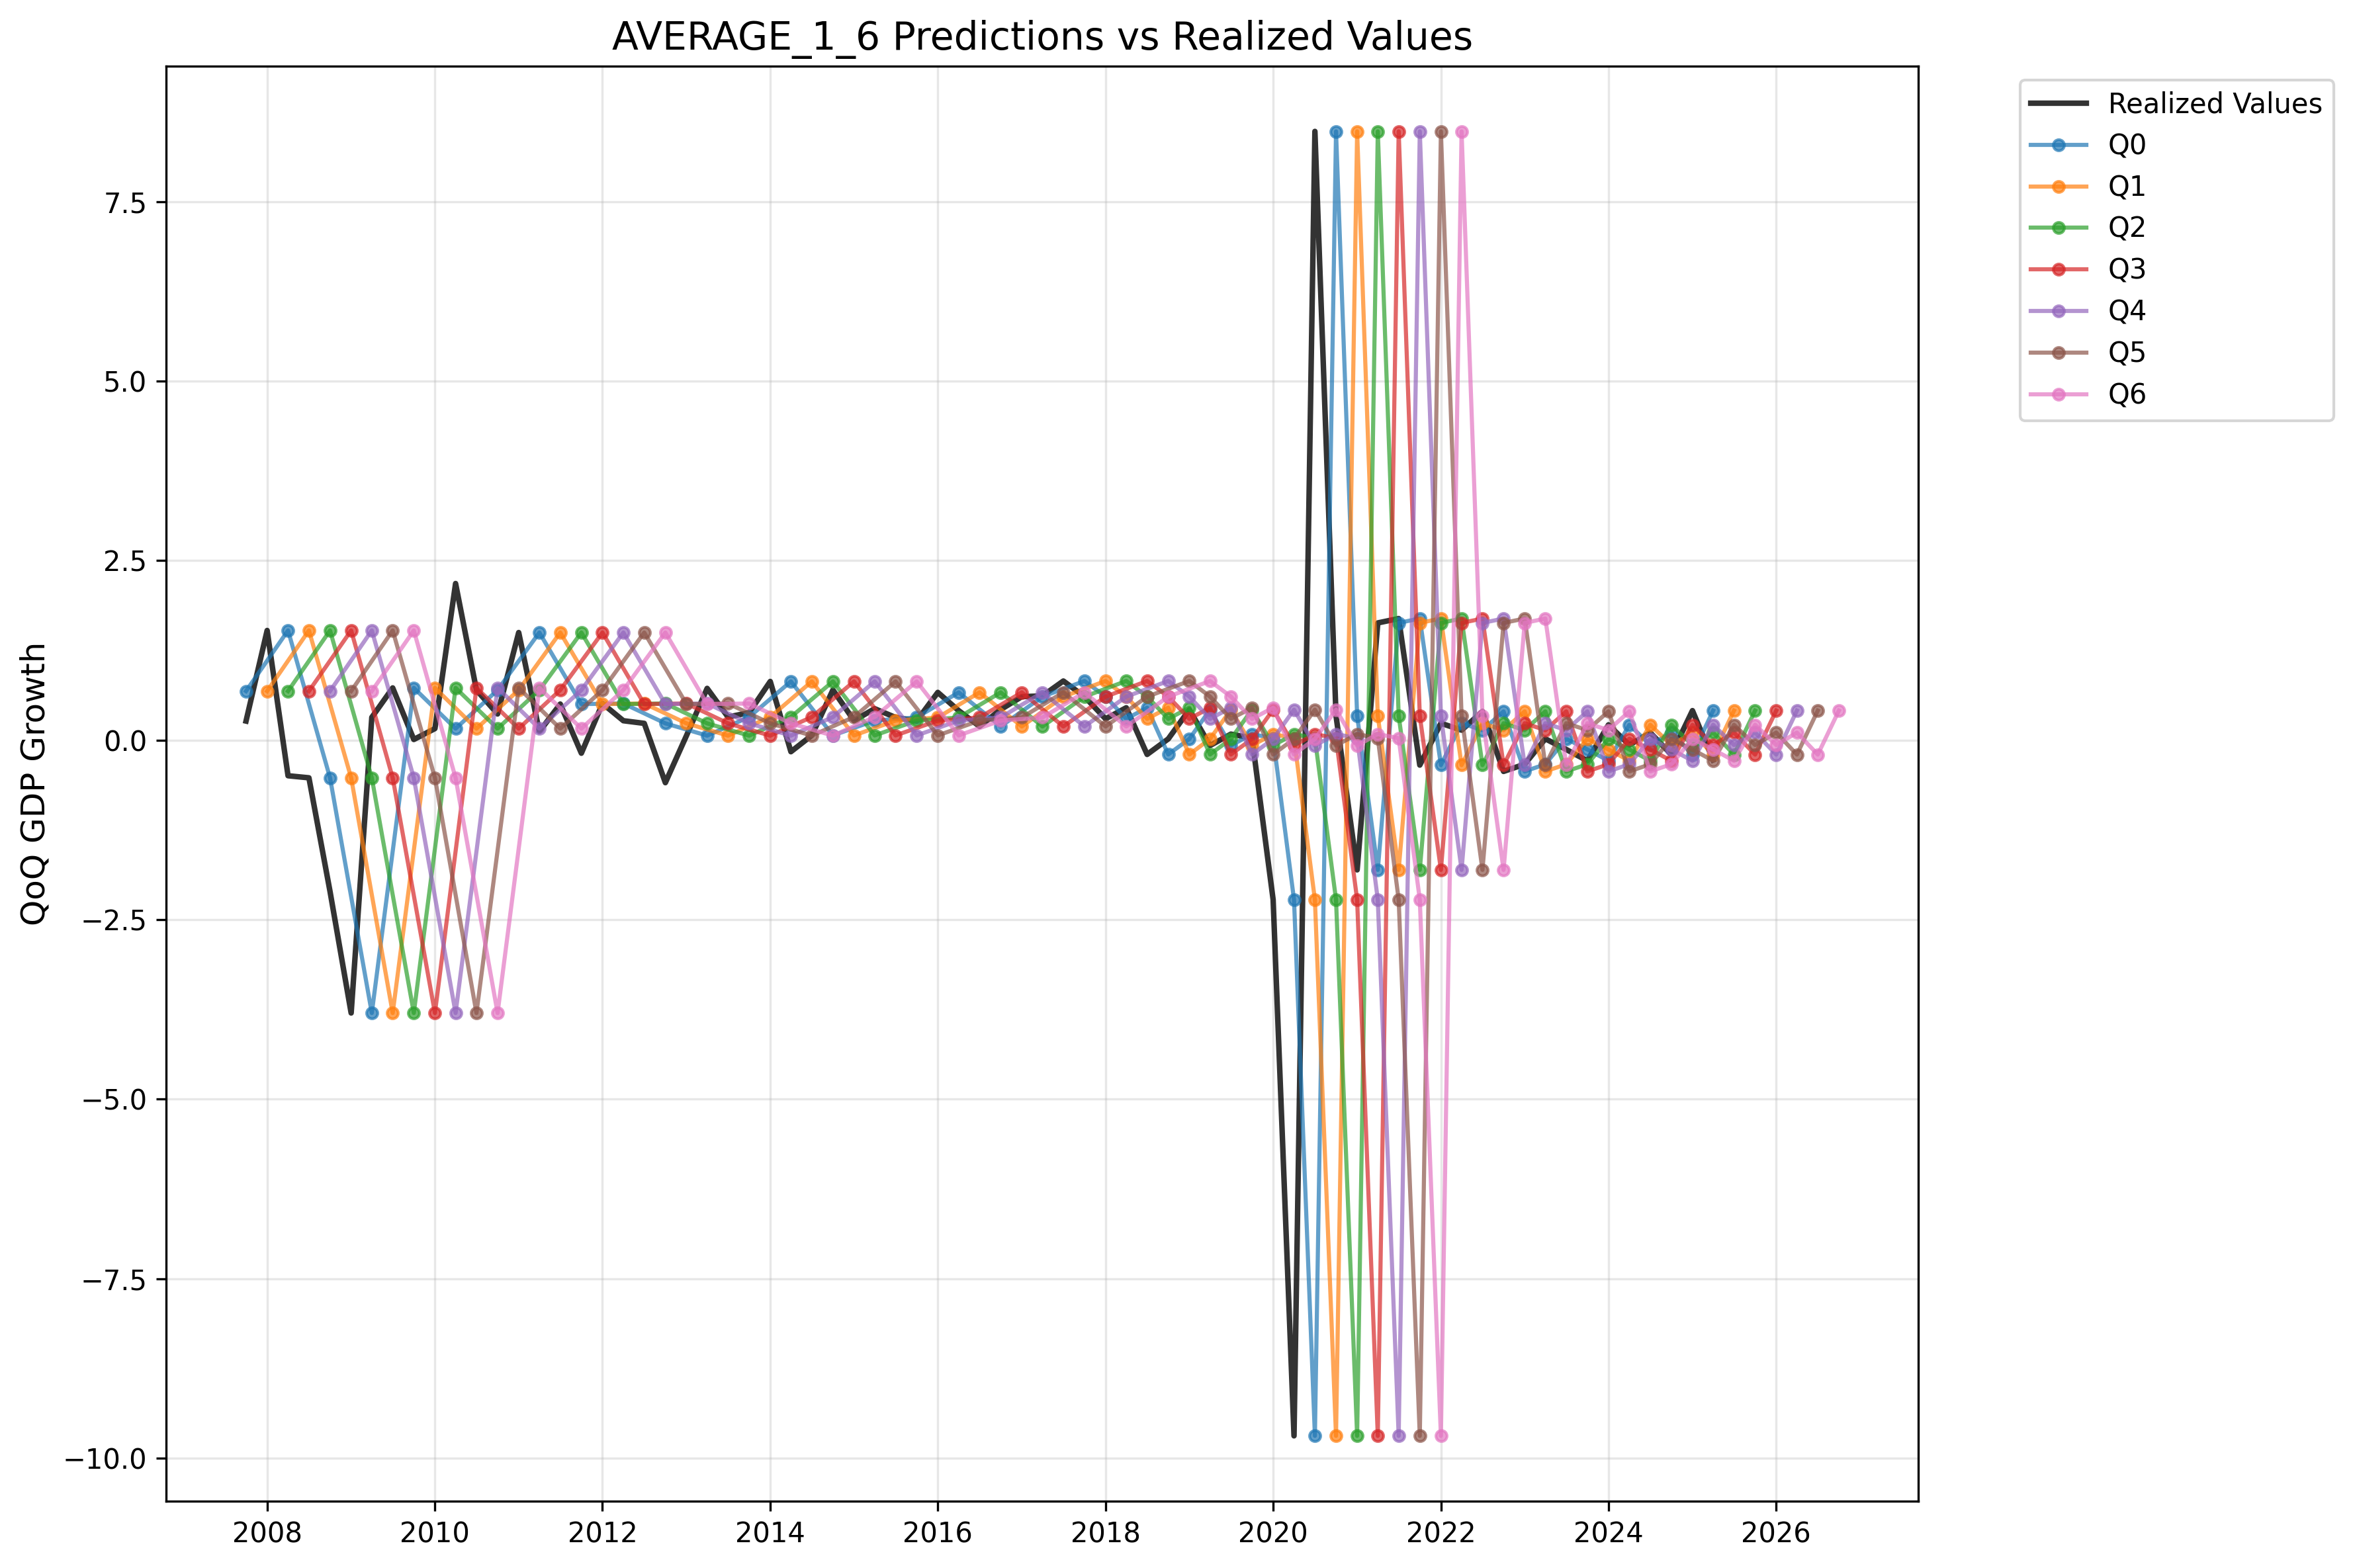 AVERAGE_1_6 Predictions vs Realized Values
QoQ GDP Growth
7.5
5.0
2.5
0.0
−2.5
−5.0
−7.5
−10.0
2008 2010 2012 2014 2016 2018 2020 2022 2024 2026
Realized Values
Q0
Q1
Q2
Q3
Q4
Q5
Q6